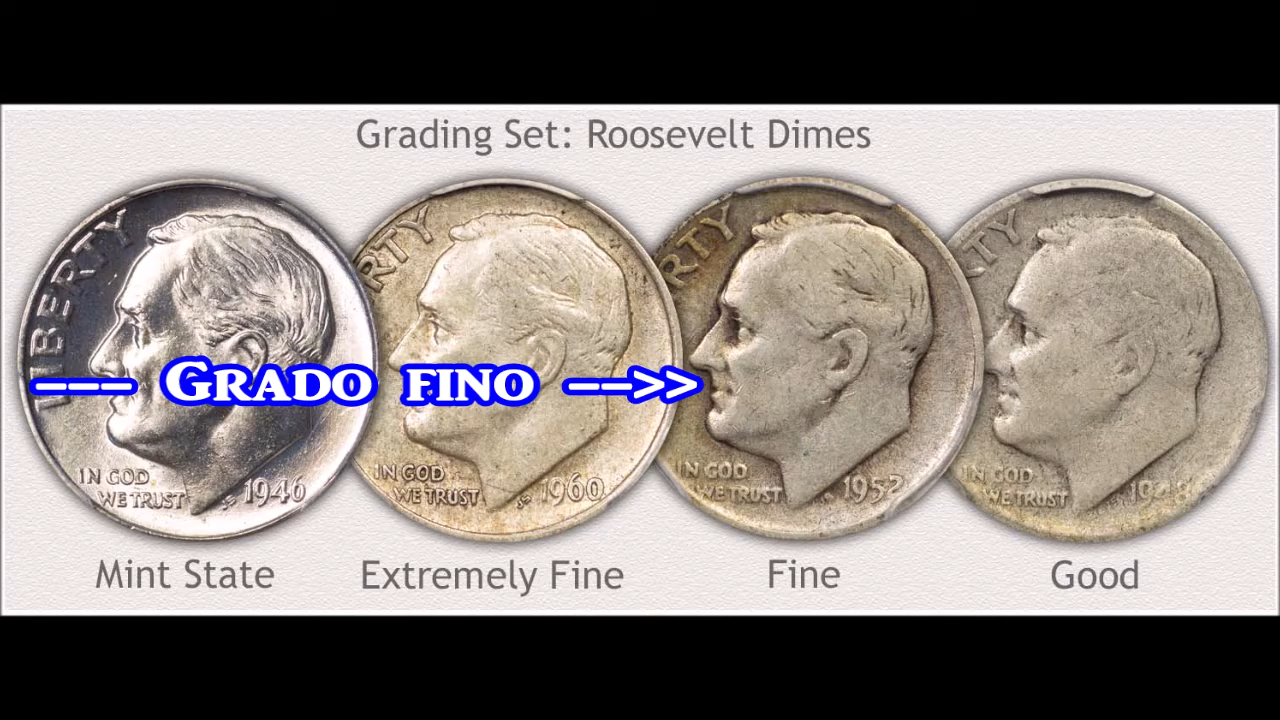 Grading Set: Roosevelt Dimes
LIBERTY
IN GOD
WE TRUST
1946
RTY
IN GOD
WE TRUST
1960
RTY
IN GOD
WE TRUST
1952
TY
IN GOD
WE TRUST
--- Grado fino -->>
Mint State
Extremely Fine
Fine
Good